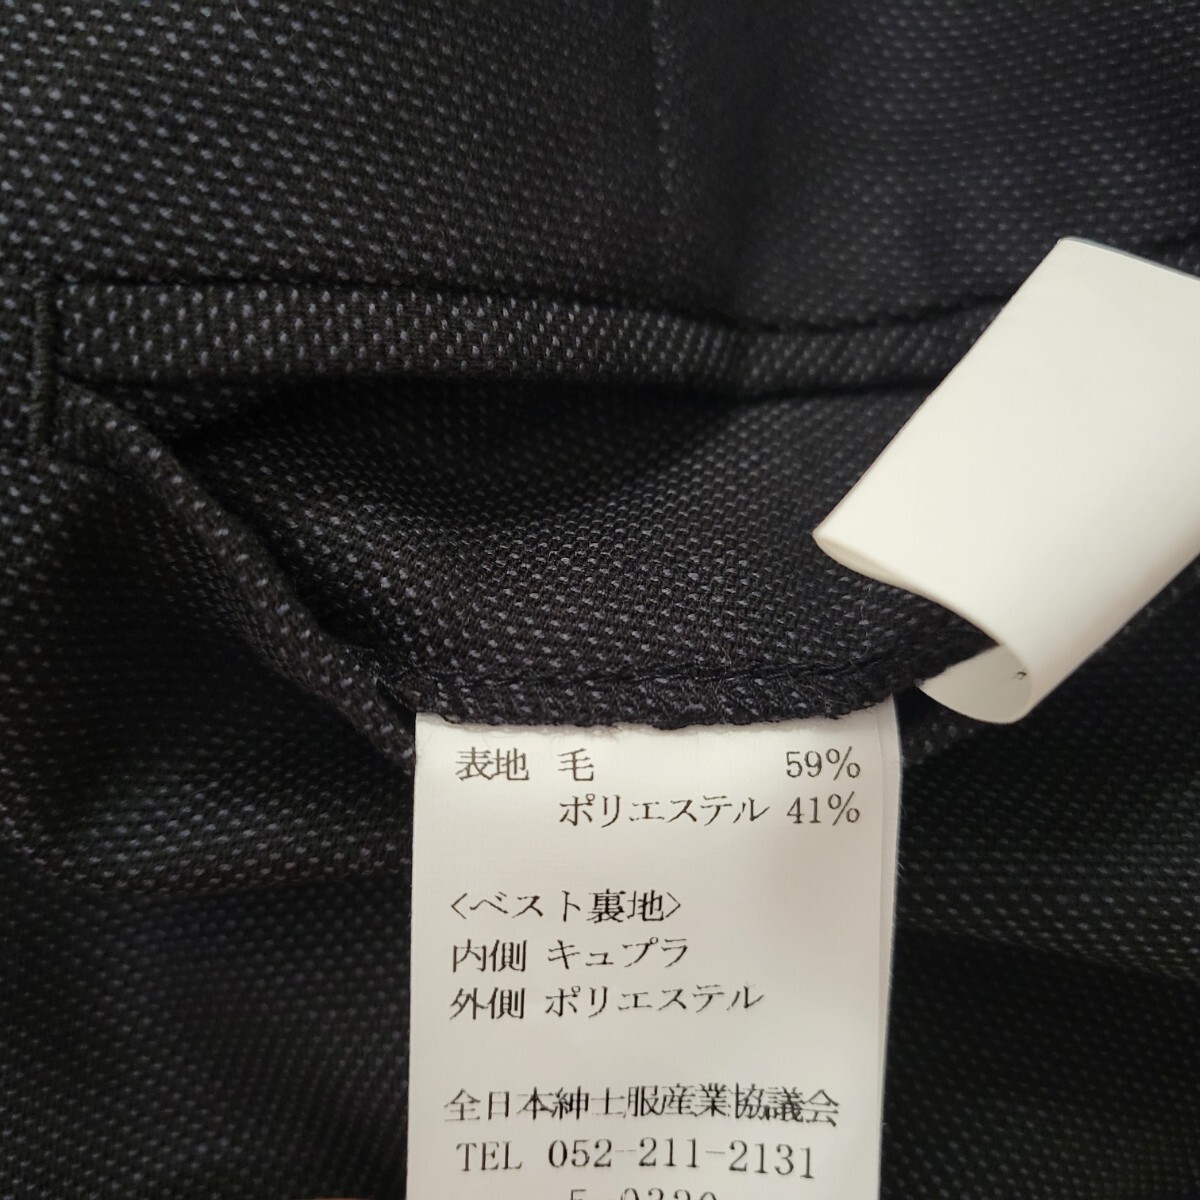 表地 毛 59%
ポリエステル 41%
<ベスト裏地>
内側 キュプラ
外側 ポリエステル
全日本紳士服産業協議会
TEL 052-211-2131